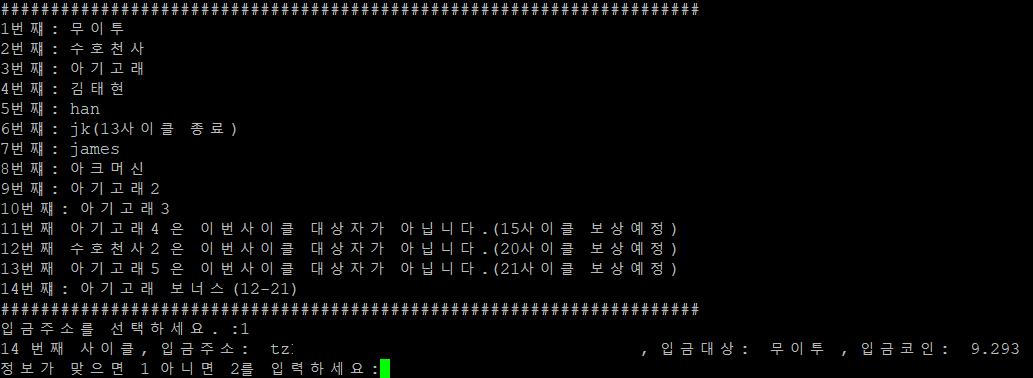 ######################################################################
1번째: 무이투
2번째: 수호천사
3번째: 아기고래
4번째: 김태현
5번째: han
6번째: jk(13사이클 종료)
7번째: james
8번째: 아크머신
9번째: 아기고래2
10번째: 아기고래3
11번째 아기고래4 은 이번사이클 대상자가 아닙니다.(15사이클 보상예정)
12번째 수호천사2 은 이번사이클 대상자가 아닙니다.(20사이클 보상예정)
13번째 아기고래5 은 이번사이클 대상자가 아닙니다.(21사이클 보상예정)
14번째: 아기고래 보너스(12-21)
######################################################################
입금주소를 선택하세요. :1
14 번째 사이클, 입금주소: tz , 입금대상: 무이투 , 입금코인: 9.293
정보가 맞으면 1 아니면 2를 입력하세요: